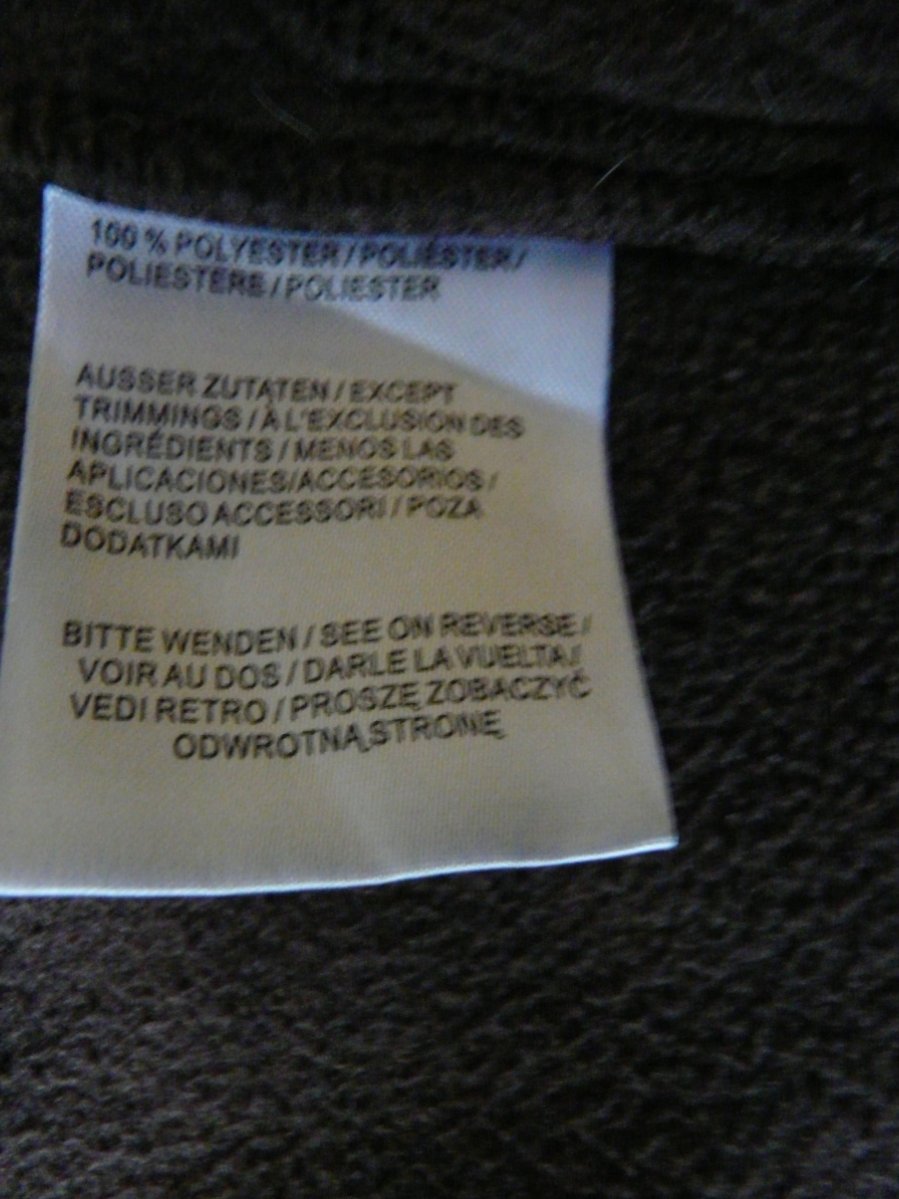 100 % POLYESTER / POLIÉSTER /
POLIESTERE / POLIESTER
AUSSER ZUTATEN / EXCEPT
TRIMMINGS / À L'EXCLUSION DES
INGRÉDIENTS / MENOS LAS
APLICACIONES/ACCESORIOS /
ESCLUSO ACCESSORI / POZA
DODATKAMI
BITTE WENDEN / SEE ON REVERSE /
VOIR AU DOS / DARLE LA VUELTA /
VEDI RETRO / PROSZĘ ZOBACZYĆ
ODWROTNĄ STRONĘ